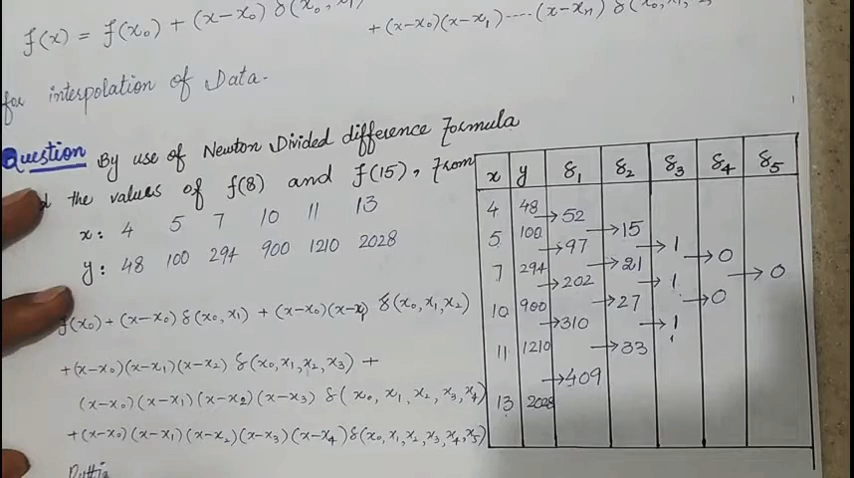 f(x) = f(x₀) + (x-x₀) δ(x₀, x₁)
+ (x-x₀)(x-x₁) ---- (x-xₙ) δ(x₀, x₁,
for interpolation of Data.
Question By use of Newton Divided difference Formula
the values of f(8) and f(15), From
x: 4 5 7 10 11 13
y: 48 100 294 900 1210 2028
f(x₀) + (x-x₀) δ(x₀, x₁) + (x-x₀)(x-x₁) δ(x₀, x₁, x₂)
+(x-x₀)(x-x₁)(x-x₂) δ(x₀, x₁, x₂, x₃) +
(x-x₀)(x-x₁)(x-x₂)(x-x₃) δ(x₀, x₁, x₂, x₃, x₄)
+(x-x₀)(x-x₁)(x-x₂)(x-x₃)(x-x₄) δ(x₀, x₁, x₂, x₃, x₄, x₅)
x y δ₁ δ₂ δ₃ δ₄ δ₅
4 48
→52
5 100 →15
→97 →1
7 294 →21 →0
→202 →1 →0
10 900 →27 →0
→310 →1
11 1210 →33
→409
13 2028